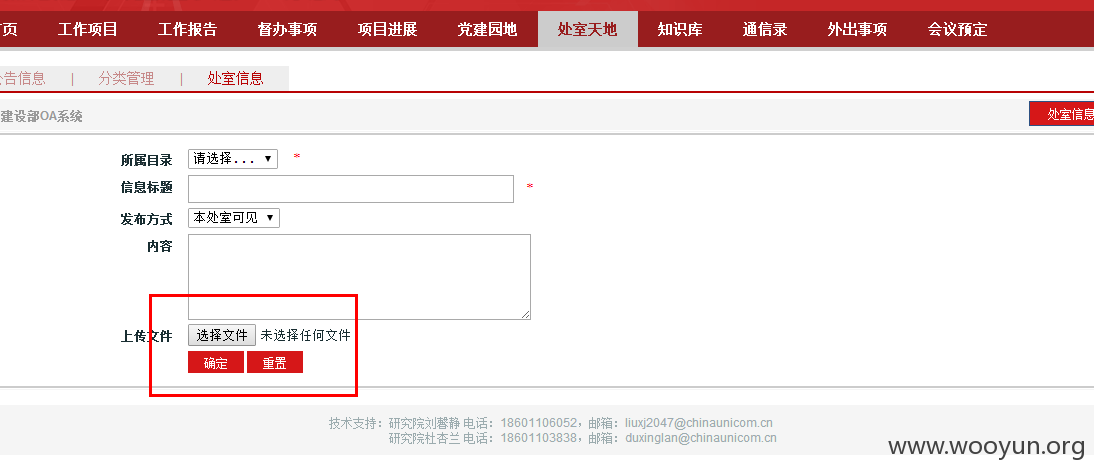 页 工作项目 工作报告 督办事项 项目进展 党建园地 处室天地 知识库 通信录 外出事项 会议预定
公告信息 | 分类管理 | 处室信息
建设部OA系统 处室信息
所属目录 请选择... *
信息标题 *
发布方式 本处室可见
内容
上传文件 选择文件 未选择任何文件
确定 重置
技术支持：研究院刘馨静 电话：18601106052，邮箱：liuxj2047@chinaunicom.cn
研究院杜杏兰 电话：18601103838，邮箱：duxinglan@chinaunicom.cn
www.wooyun.org